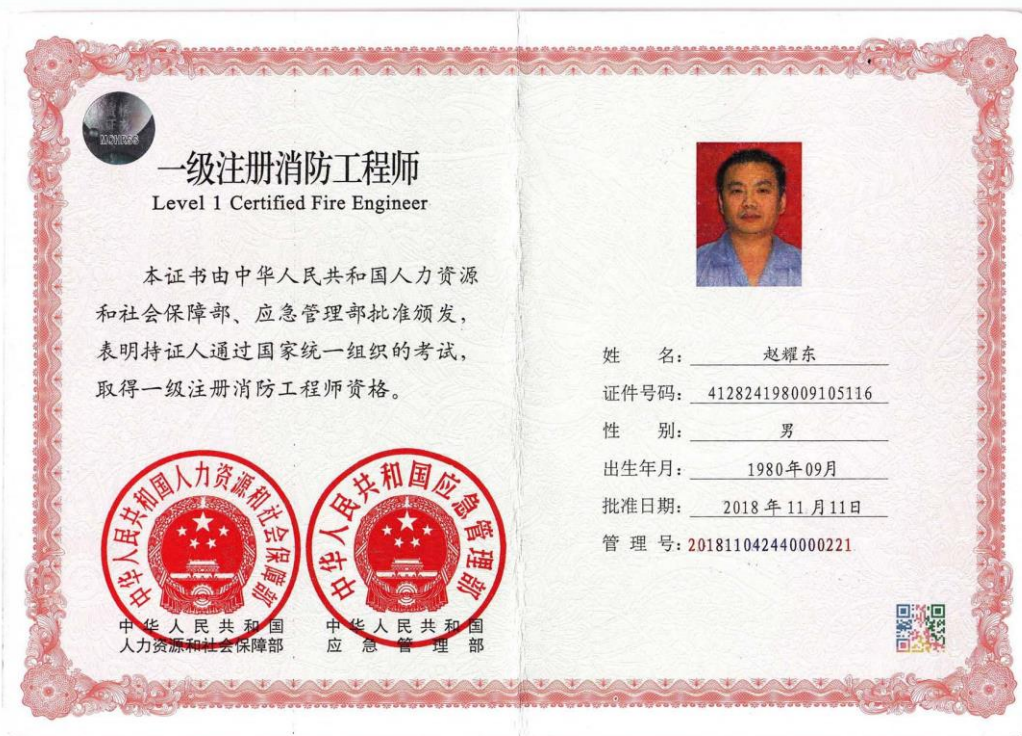 MOHRSS
一级注册消防工程师
Level 1 Certified Fire Engineer
本证书由中华人民共和国人力资源
和社会保障部、应急管理部批准颁发，
表明持证人通过国家统一组织的考试，
取得一级注册消防工程师资格。
中华人民共和国人力资源和社会保障部
中华人民共和国
人力资源和社会保障部
中华人民共和国应急管理部
中华人民共和国
应急管理部
姓 名：赵耀东
证件号码：412824198009105116
性 别：男
出生年月：1980年09月
批准日期：2018年11月11日
管 理 号：201811042440000221